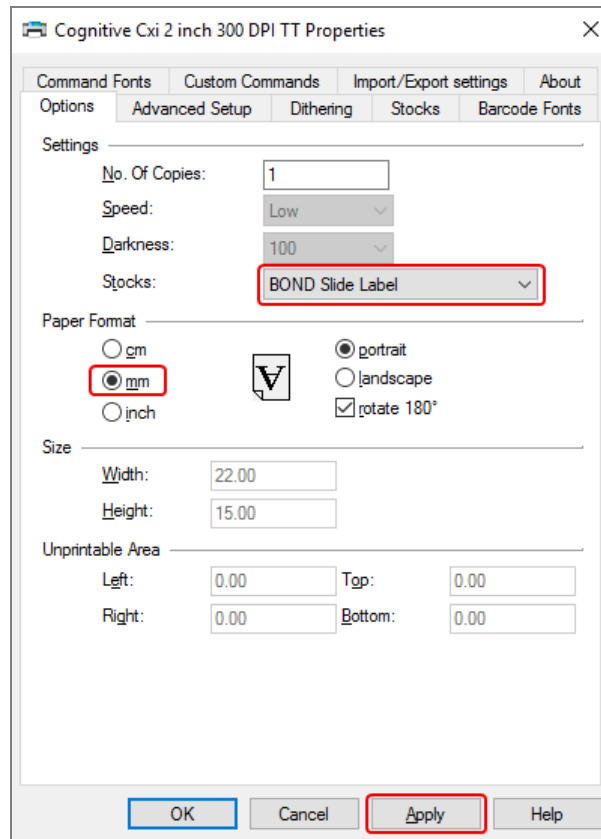 Cognitive Cxi 2 inch 300 DPI TT Properties
Command Fonts Custom Commands Import/Export settings About
Options Advanced Setup Dithering Stocks Barcode Fonts
Settings
No. Of Copies: 1
Speed: Low
Darkness: 100
Stocks: BOND Slide Label
Paper Format
cm portrait
mm A landscape
inch rotate 180°
Size
Width: 22.00
Height: 15.00
Unprintable Area
Left: 0.00 Top: 0.00
Right: 0.00 Bottom: 0.00
OK Cancel Apply Help